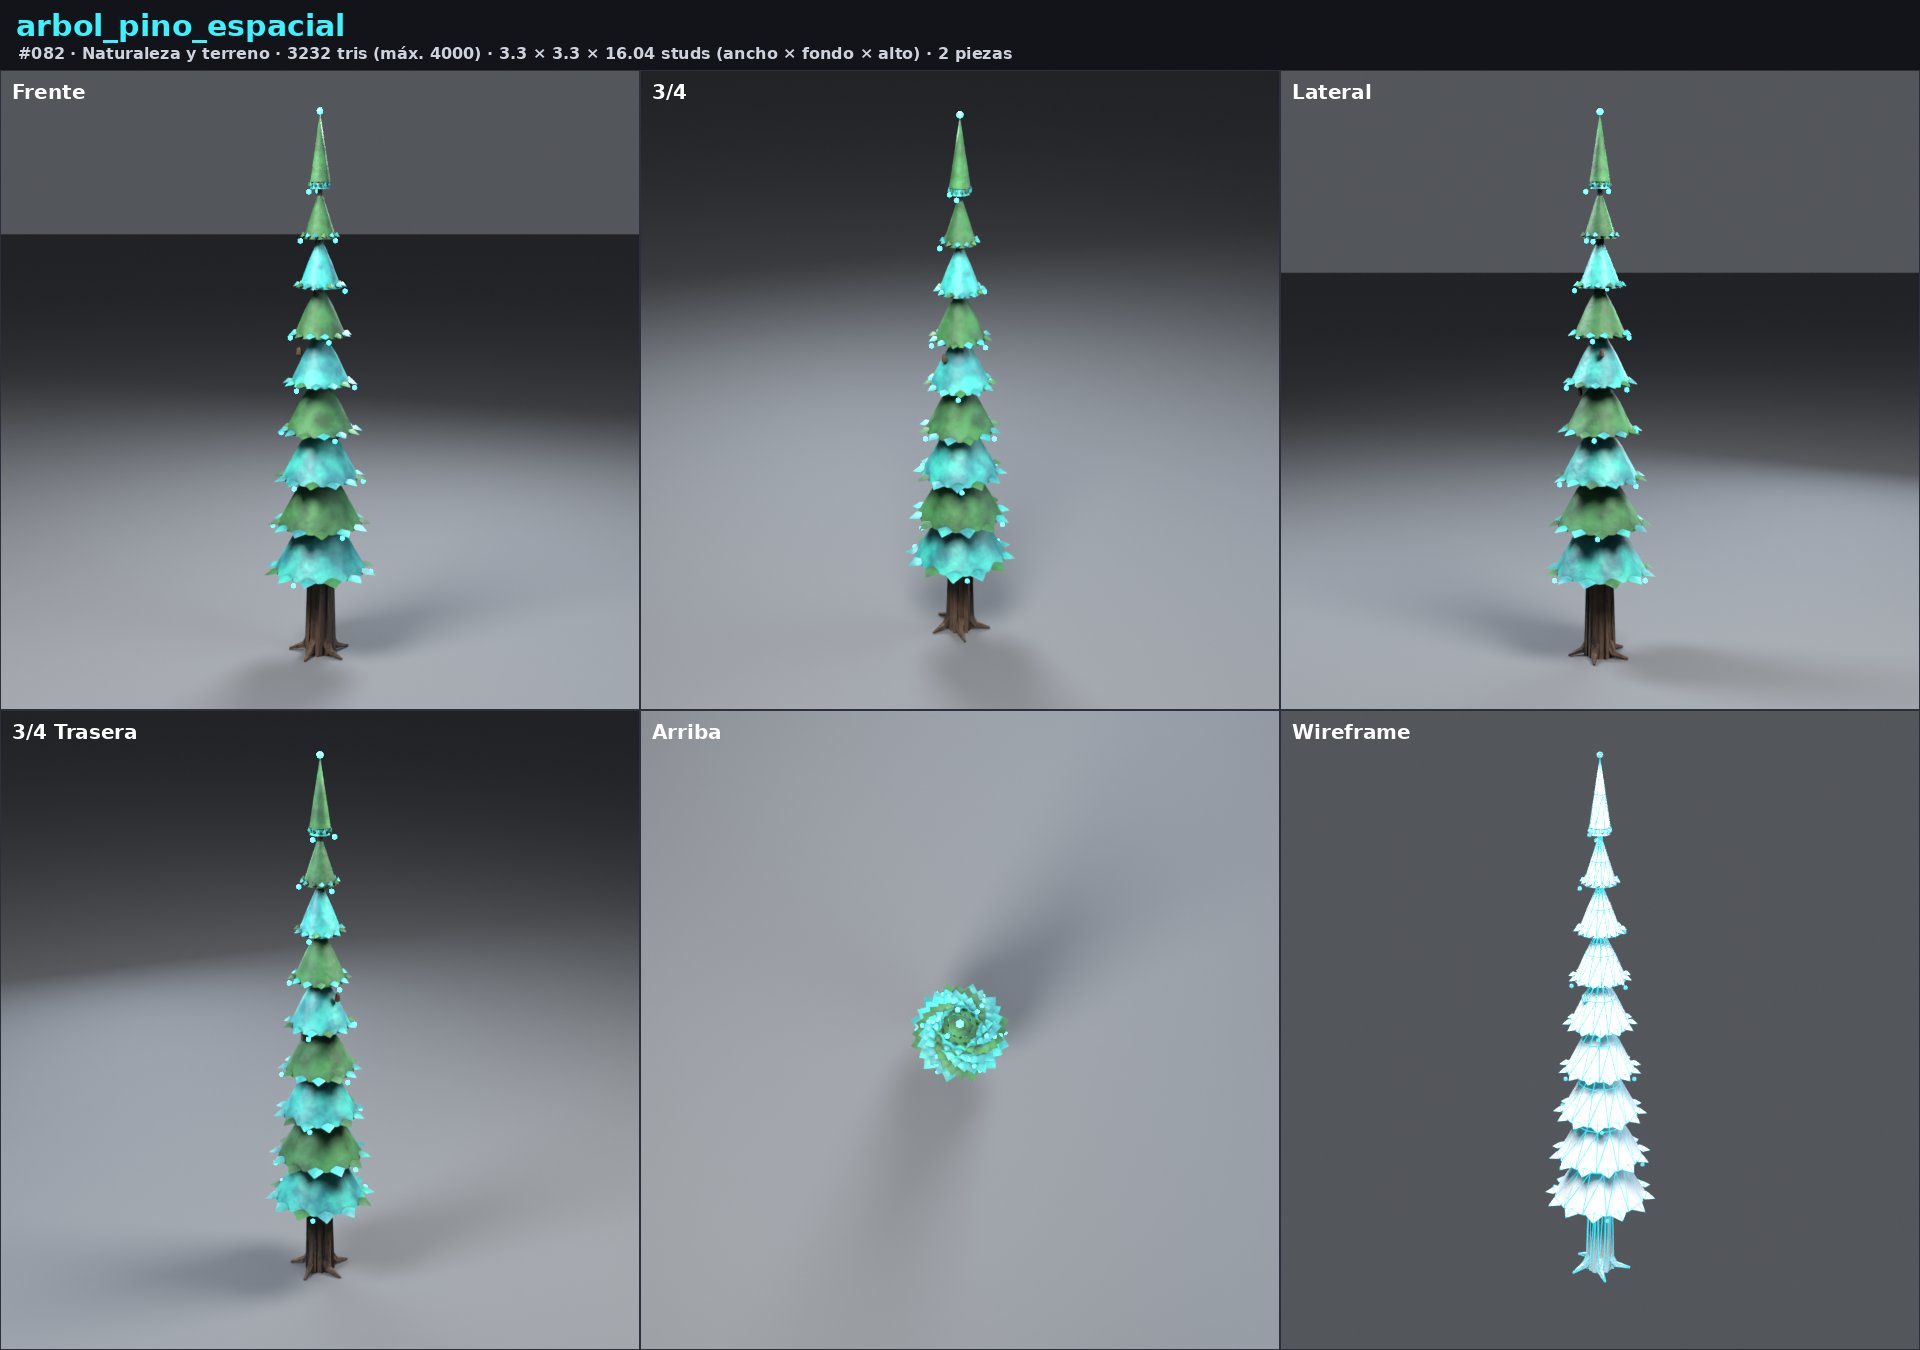 arbol_pino_espacial
#082 · Naturaleza y terreno · 3232 tris (máx. 4000) · 3.3 × 3.3 × 16.04 studs (ancho × fondo × alto) · 2 piezas
Frente
3/4
Lateral
3/4 Trasera
Arriba
Wireframe